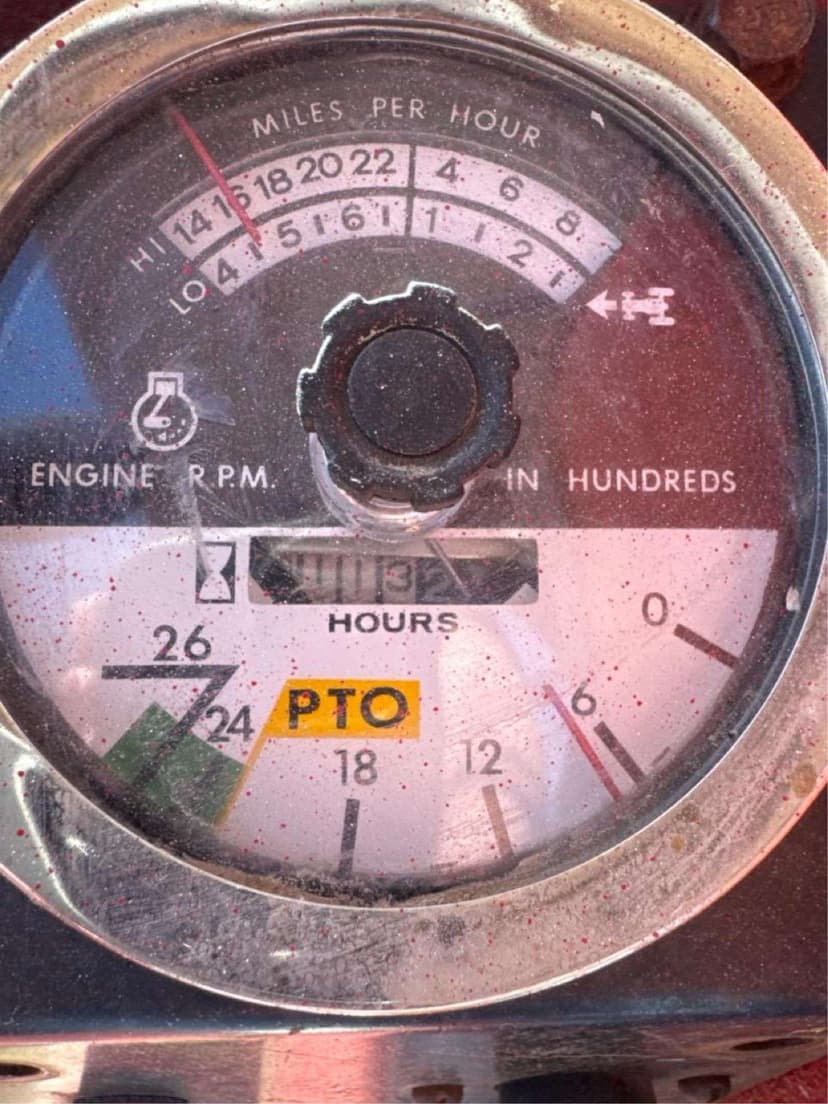 MILES PER HOUR
HI 14 16 18 20 22 4 6 8
LO 4 5 6 1 2
ENGINE R.P.M. IN HUNDREDS
HOURS
0
26
6
PTO
24
18
12